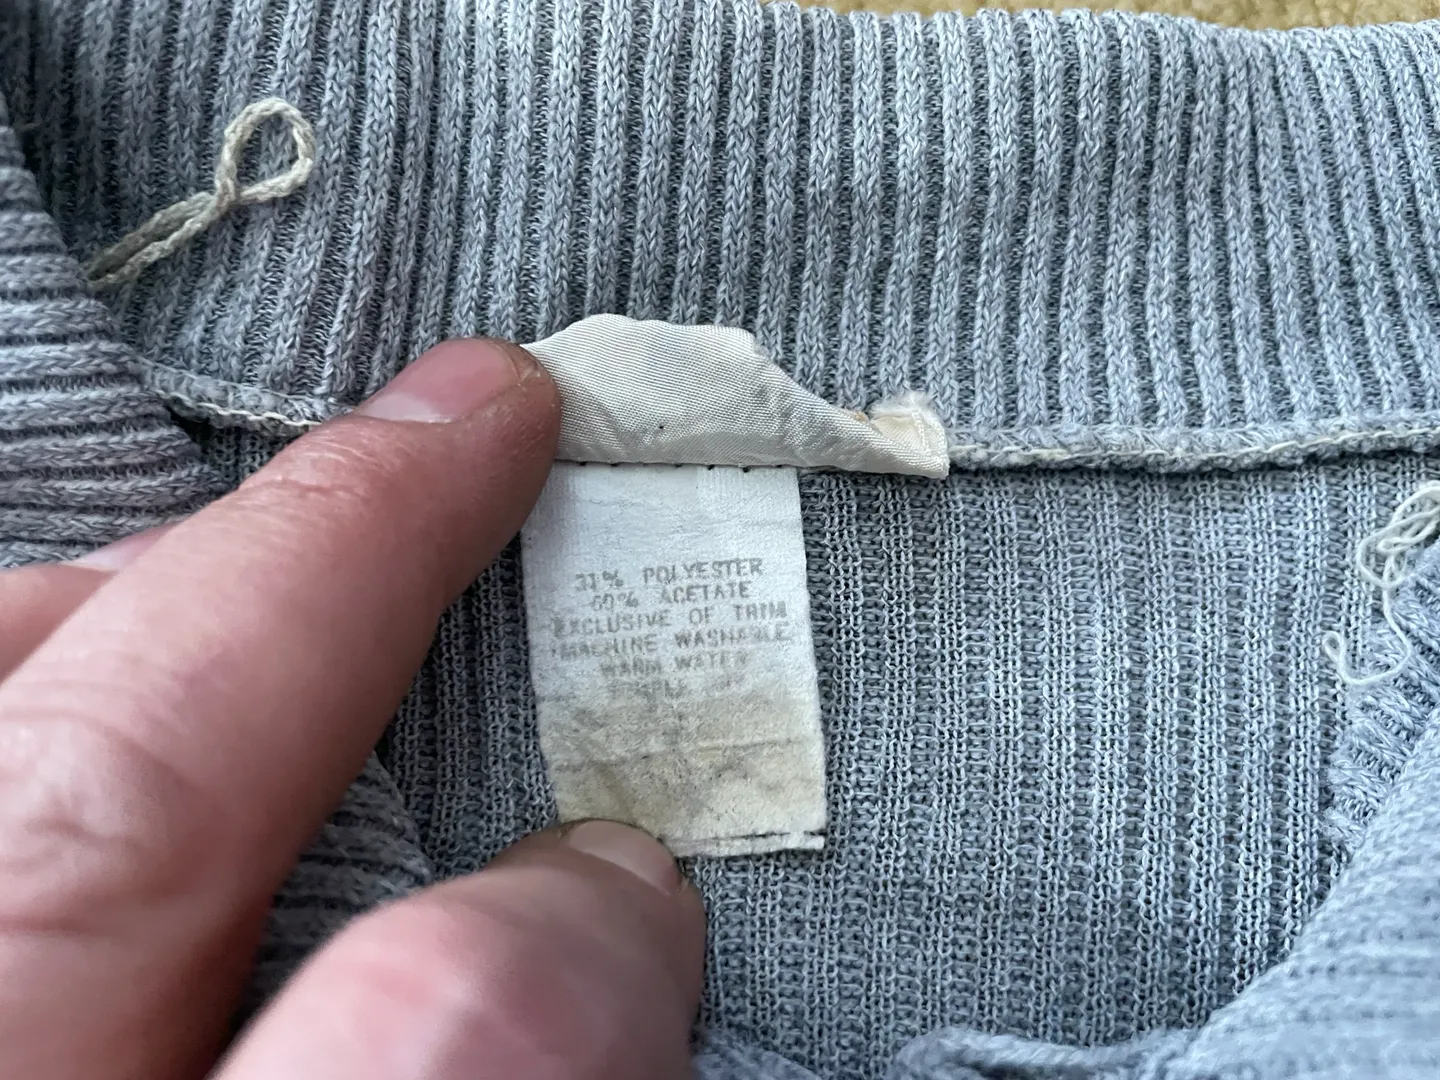 % POLYESTER
% ACETATE
EXCLUSIVE OF TRIM
MACHINE WASHABLE
WARM WATER